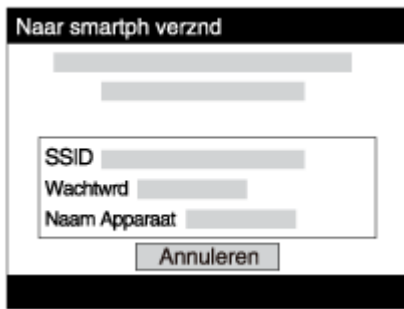 Naar smartph verznd
SSID
Wachtwrd
Naam Apparaat
Annuleren